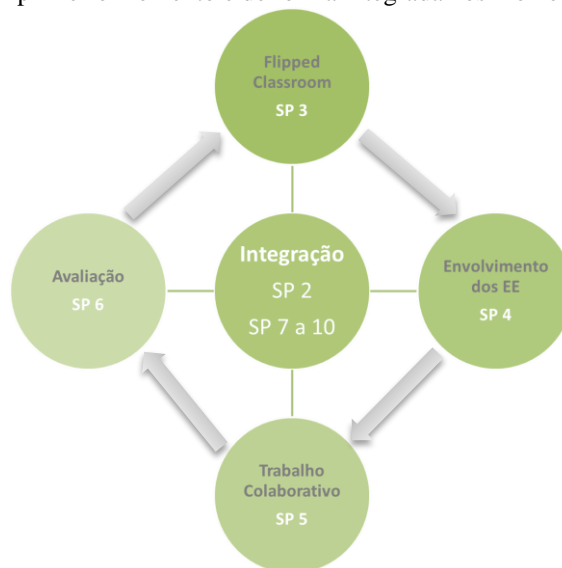 Flipped
Classroom
SP 3
Avaliação
SP 6
Integração
SP 2
SP 7 a 10
Envolvimento
dos EE
SP 4
Trabalho
Colaborativo
SP 5